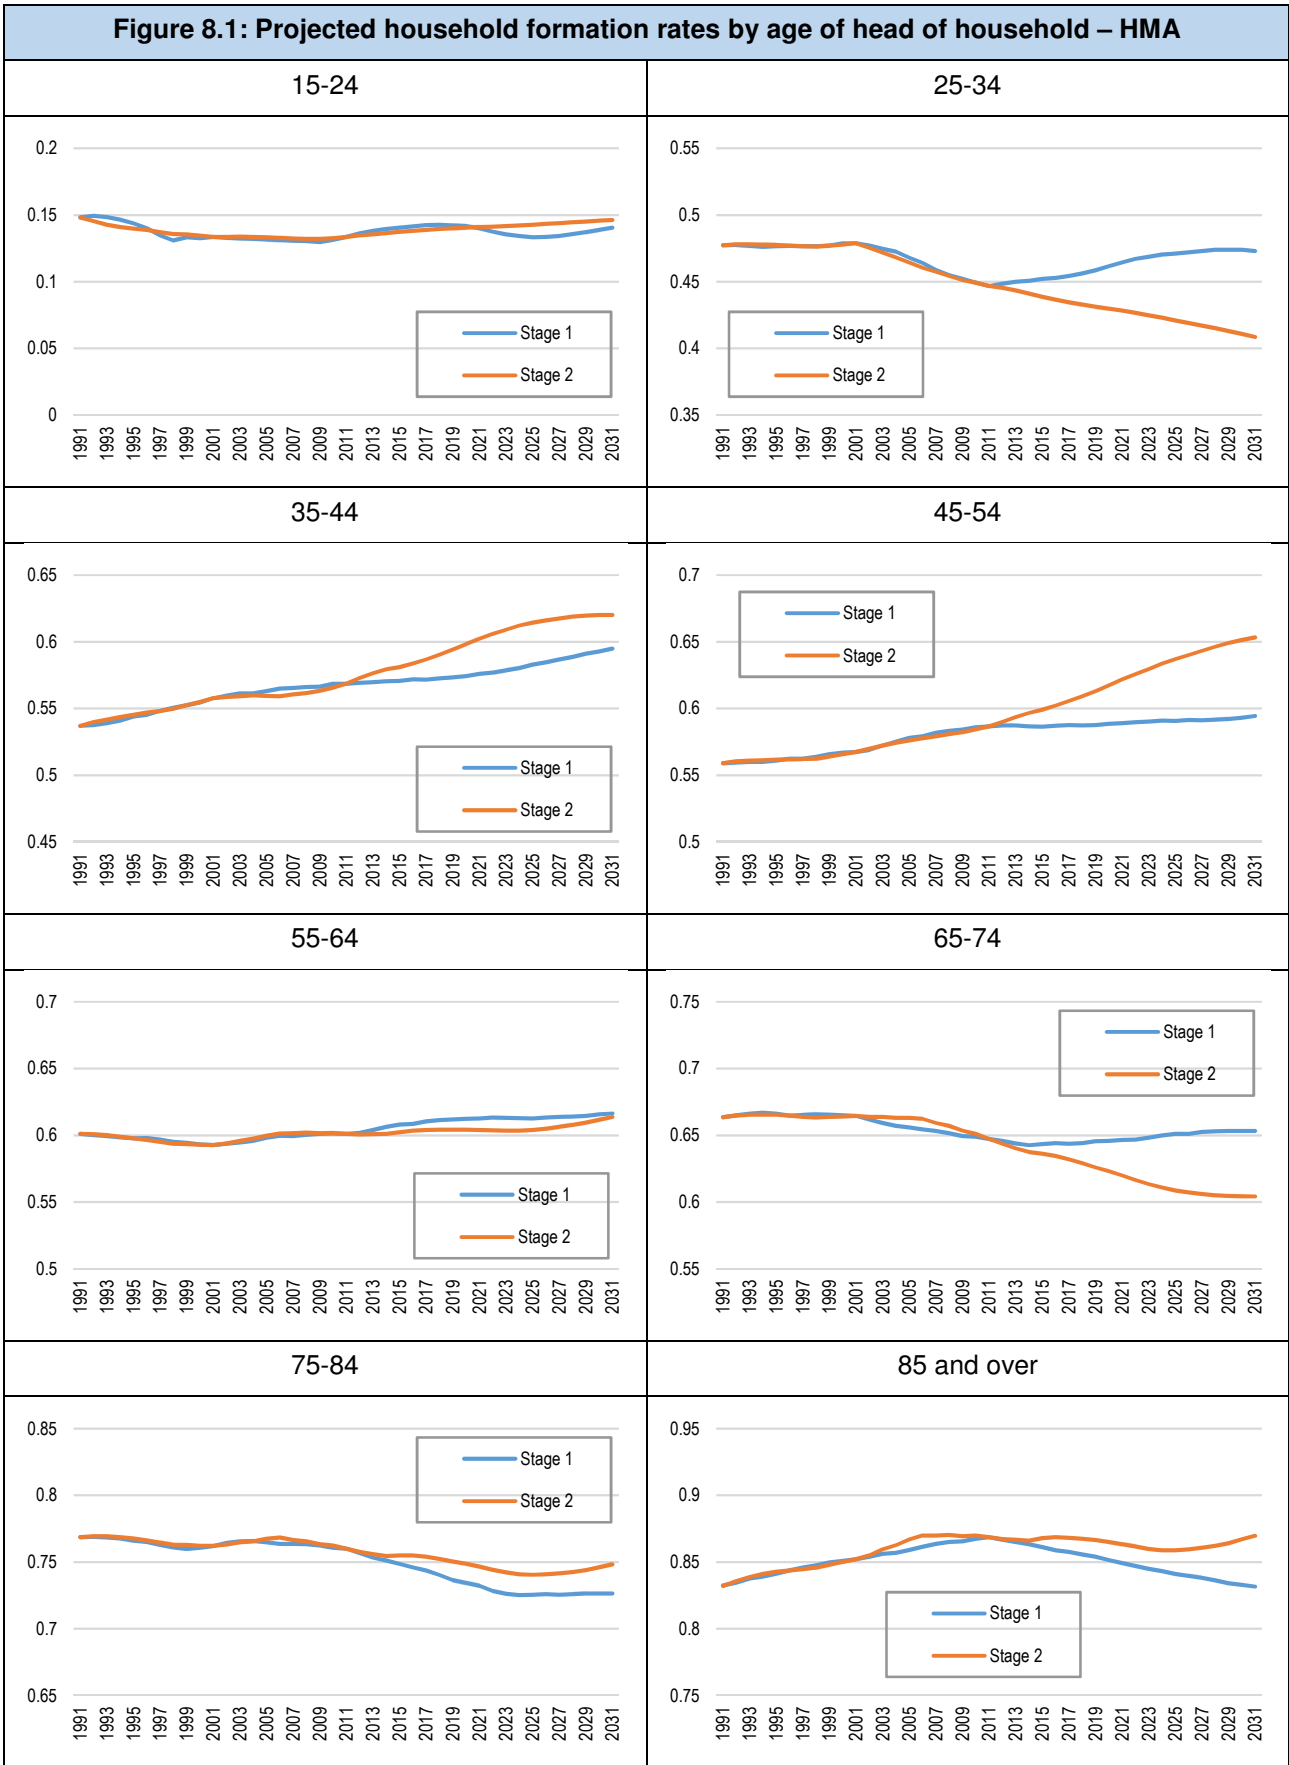 Figure 8.1: Projected household formation rates by age of head of household – HMA
15-24
25-34
0.2
0.15
0.1
0.05
0
Stage 1
Stage 2
1991 1993 1995 1997 1999 2001 2003 2005 2007 2009 2011 2013 2015 2017 2019 2021 2023 2025 2027 2029 2031
0.55
0.5
0.45
0.4
0.35
Stage 1
Stage 2
1991 1993 1995 1997 1999 2001 2003 2005 2007 2009 2011 2013 2015 2017 2019 2021 2023 2025 2027 2029 2031
35-44
45-54
0.65
0.6
0.55
0.5
0.45
Stage 1
Stage 2
1991 1993 1995 1997 1999 2001 2003 2005 2007 2009 2011 2013 2015 2017 2019 2021 2023 2025 2027 2029 2031
0.7
0.65
0.6
0.55
0.5
Stage 1
Stage 2
1991 1993 1995 1997 1999 2001 2003 2005 2007 2009 2011 2013 2015 2017 2019 2021 2023 2025 2027 2029 2031
55-64
65-74
0.7
0.65
0.6
0.55
0.5
Stage 1
Stage 2
1991 1993 1995 1997 1999 2001 2003 2005 2007 2009 2011 2013 2015 2017 2019 2021 2023 2025 2027 2029 2031
0.75
0.7
0.65
0.6
0.55
Stage 1
Stage 2
1991 1993 1995 1997 1999 2001 2003 2005 2007 2009 2011 2013 2015 2017 2019 2021 2023 2025 2027 2029 2031
75-84
85 and over
0.85
0.8
0.75
0.7
0.65
Stage 1
Stage 2
1991 1993 1995 1997 1999 2001 2003 2005 2007 2009 2011 2013 2015 2017 2019 2021 2023 2025 2027 2029 2031
0.95
0.9
0.85
0.8
0.75
Stage 1
Stage 2
1991 1993 1995 1997 1999 2001 2003 2005 2007 2009 2011 2013 2015 2017 2019 2021 2023 2025 2027 2029 2031